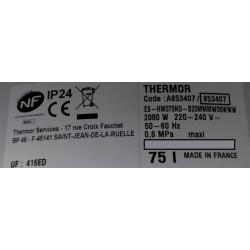 NF
IP24
Thermor Services - 17 rue Croix Fauchet
BP 46 - F-45141 SAINT-JEAN-DE-LA-RUELLE
UF : 416ED
THERMOR
Code : A853407 / 853407
2000 W 220-240 V~
50-60 Hz
0,6 MPa maxi
75 l MADE IN FRANCE